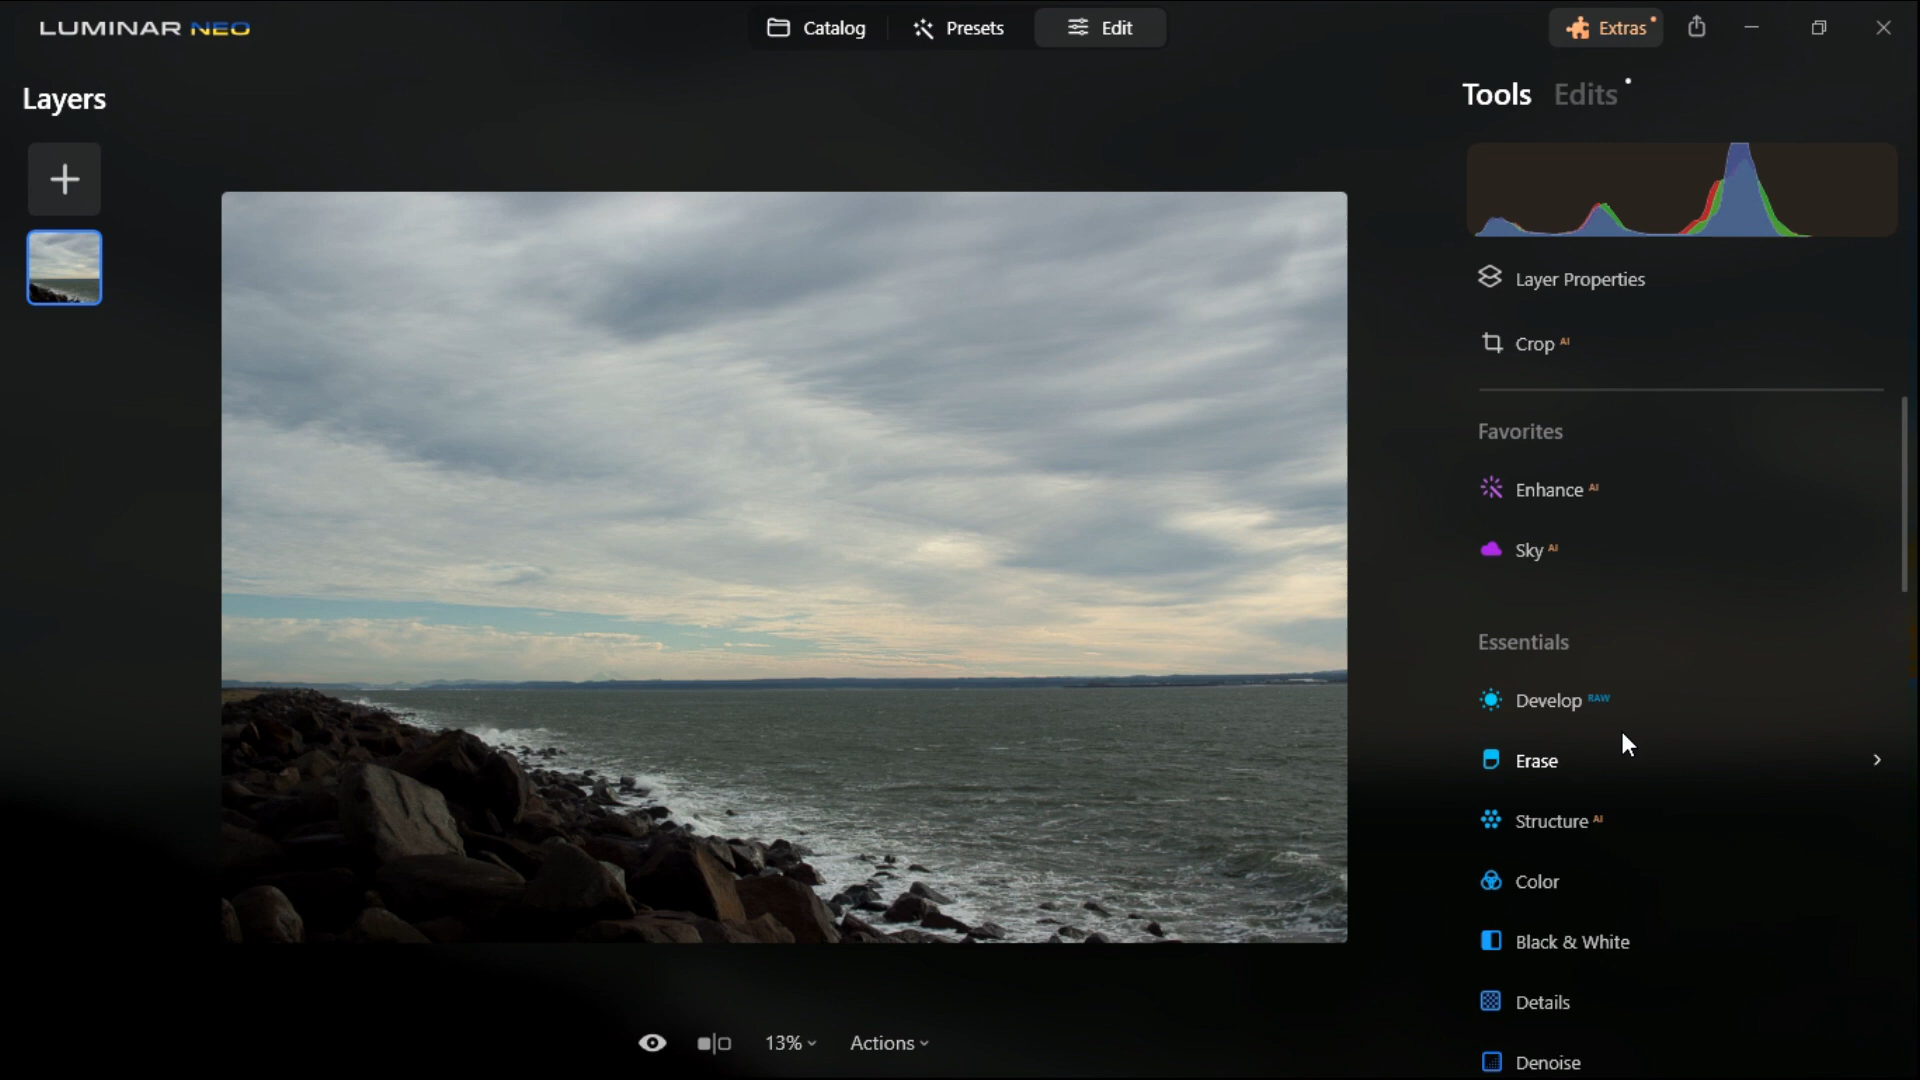 LUMINAR NEO
Catalog
Presets
Edit
Extras
Layers
Tools
Edits
Layer Properties
Crop AI
Favorites
Enhance AI
Sky AI
Essentials
Develop RAW
Erase
Structure AI
Color
Black & White
Details
Denoise
13%
Actions